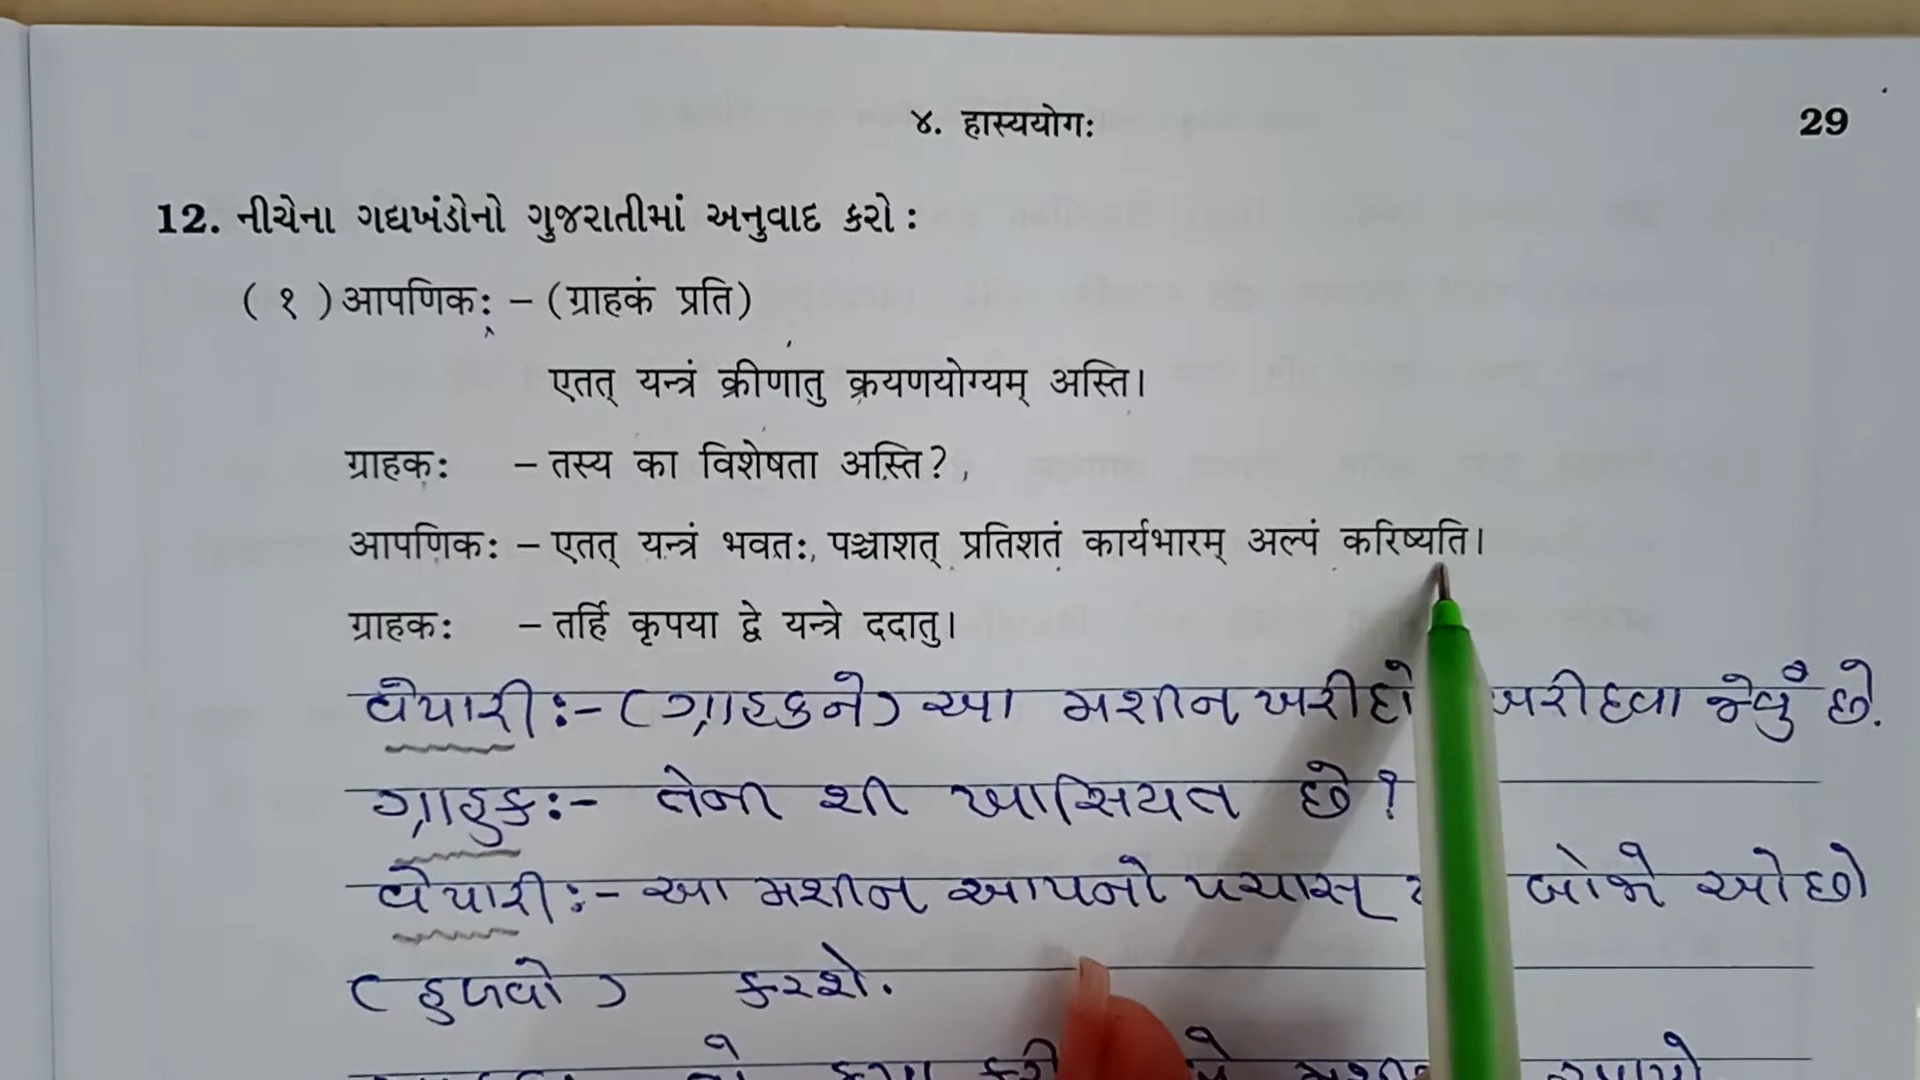 ४. हास्ययोगः 29
12. નીચેના ગદ્યખંડોનો ગુજરાતીમાં અનુવાદ કરો :
( १ ) आपणिकः – (ग्राहकं प्रति)
एतत् यन्त्रं क्रीणातु क्रयणयोग्यम् अस्ति।
ग्राहकः – तस्य का विशेषता अस्ति?
आपणिकः – एतत् यन्त्रं भवतः पञ्चाशत् प्रतिशतं कार्यभारम् अल्पं करिष्यति।
ग्राहकः – तर्हि कृपया द्वे यन्त्रे ददातु।
વેપારી :- (ગ્રાહકને) આ મશીન ખરીદો ખરીદવા જેવું છે.
ગ્રાહક :- તેની શી ખાસિયત છે ?
વેપારી :- આ મશીન આપનો પચાસ બોજો ઓછો
(હળવો) કરશે.